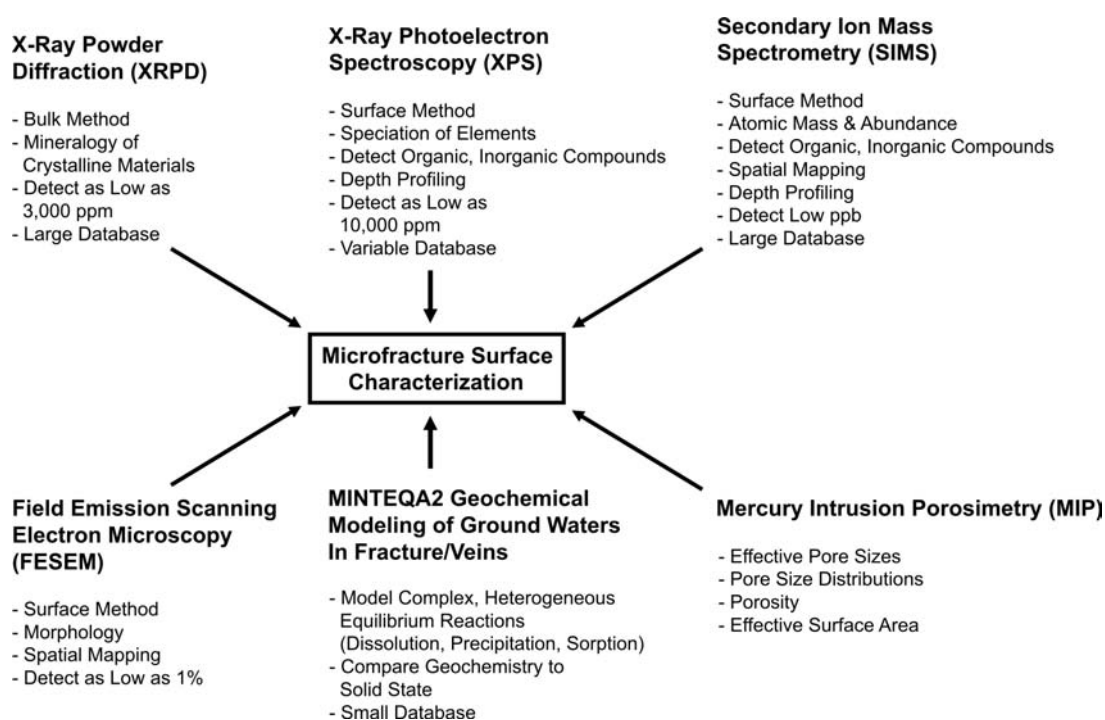 X-Ray Powder
Diffraction (XRPD)
- Bulk Method
- Mineralogy of
Crystalline Materials
- Detect as Low as
3,000 ppm
- Large Database
X-Ray Photoelectron
Spectroscopy (XPS)
- Surface Method
- Speciation of Elements
- Detect Organic, Inorganic Compounds
- Depth Profiling
- Detect as Low as
10,000 ppm
- Variable Database
Secondary Ion Mass
Spectrometry (SIMS)
- Surface Method
- Atomic Mass & Abundance
- Detect Organic, Inorganic Compounds
- Spatial Mapping
- Depth Profiling
- Detect Low ppb
- Large Database
Microfracture Surface
Characterization
Field Emission Scanning
Electron Microscopy
(FESEM)
- Surface Method
- Morphology
- Spatial Mapping
- Detect as Low as 1%
MINTEQA2 Geochemical
Modeling of Ground Waters
In Fracture/Veins
- Model Complex, Heterogeneous
Equilibrium Reactions
(Dissolution, Precipitation, Sorption)
- Compare Geochemistry to
Solid State
- Small Database
Mercury Intrusion Porosimetry (MIP)
- Effective Pore Sizes
- Pore Size Distributions
- Porosity
- Effective Surface Area